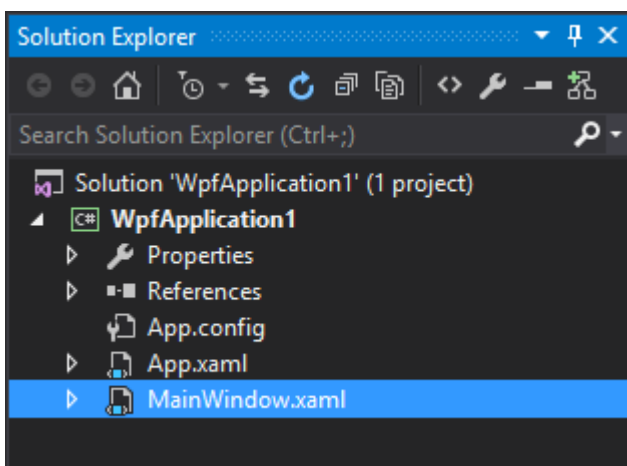 Solution Explorer
Search Solution Explorer (Ctrl+;)
Solution 'WpfApplication1' (1 project)
C# WpfApplication1
Properties
References
App.config
App.xaml
MainWindow.xaml